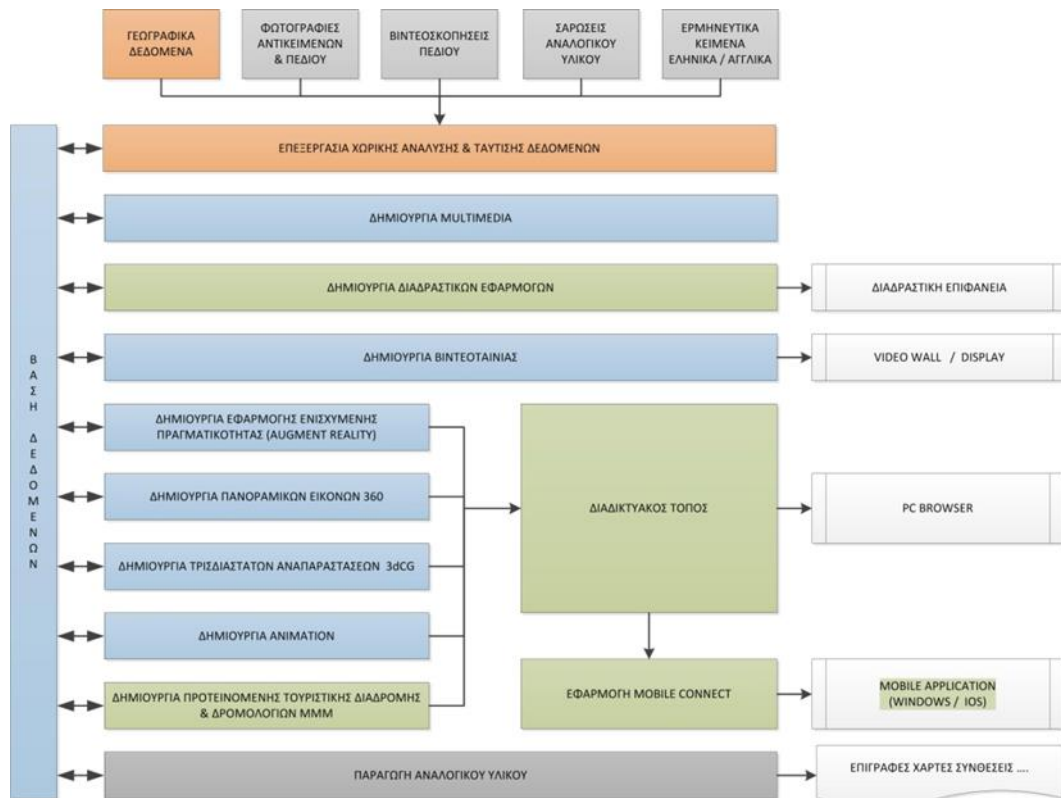 ΓΕΩΓΡΑΦΙΚΑ
ΔΕΔΟΜΕΝΑ
ΦΩΤΟΓΡΑΦΙΕΣ
ΑΝΤΙΚΕΙΜΕΝΩΝ
& ΠΕΔΙΟΥ
ΒΙΝΤΕΟΣΚΟΠΗΣΕΙΣ
ΠΕΔΙΟΥ
ΣΑΡΩΣΕΙΣ
ΑΝΑΛΟΓΙΚΟΥ
ΥΛΙΚΟΥ
ΕΡΜΗΝΕΥΤΙΚΑ
ΚΕΙΜΕΝΑ
ΕΛΗΝΙΚΑ / ΑΓΓΛΙΚΑ
ΒΑΣΗ ΔΕΔΟΜΕΝΩΝ
ΕΠΕΞΕΡΓΑΣΙΑ ΧΩΡΙΚΗΣ ΑΝΑΛΥΣΗΣ & ΤΑΥΤΙΣΗΣ ΔΕΔΟΜΕΝΩΝ
ΔΗΜΙΟΥΡΓΙΑ MULTIMEDIA
ΔΗΜΙΟΥΡΓΙΑ ΔΙΑΔΡΑΣΤΙΚΩΝ ΕΦΑΡΜΟΓΩΝ
ΔΙΑΔΡΑΣΤΙΚΗ ΕΠΙΦΑΝΕΙΑ
ΔΗΜΙΟΥΡΓΙΑ ΒΙΝΤΕΟΤΑΙΝΙΑΣ
VIDEO WALL / DISPLAY
ΔΗΜΙΟΥΡΓΙΑ ΕΦΑΡΜΟΓΗΣ ΕΝΙΣΧΥΜΕΝΗΣ
ΠΡΑΓΜΑΤΙΚΟΤΗΤΑΣ (AUGMENT REALITY)
ΔΗΜΙΟΥΡΓΙΑ ΠΑΝΟΡΑΜΙΚΩΝ ΕΙΚΟΝΩΝ 360
ΔΗΜΙΟΥΡΓΙΑ ΤΡΙΣΔΙΑΣΤΑΤΩΝ ΑΝΑΠΑΡΑΣΤΑΣΕΩΝ 3dCG
ΔΗΜΙΟΥΡΓΙΑ ANIMATION
ΔΗΜΙΟΥΡΓΙΑ ΠΡΟΤΕΙΝΟΜΕΝΗΣ ΤΟΥΡΙΣΤΙΚΗΣ ΔΙΑΔΡΟΜΗΣ
& ΔΡΟΜΟΛΟΓΙΩΝ ΜΜΜ
ΔΙΑΔΙΚΤΥΑΚΟΣ ΤΟΠΟΣ
PC BROWSER
ΕΦΑΡΜΟΓΗ MOBILE CONNECT
MOBILE APPLICATION
(WINDOWS / IOS)
ΠΑΡΑΓΩΓΗ ΑΝΑΛΟΓΙΚΟΥ ΥΛΙΚΟΥ
ΕΠΙΓΡΑΦΕΣ ΧΑΡΤΕΣ ΣΥΝΘΕΣΕΙΣ ....